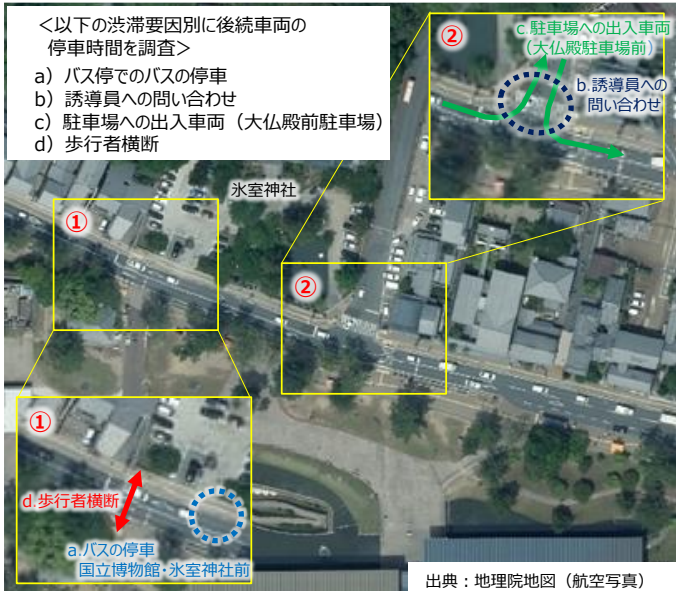 ＜以下の渋滞要因別に後続車両の
停車時間を調査＞
a）バス停でのバスの停車
b）誘導員への問い合わせ
c）駐車場への出入車両（大仏殿前駐車場）
d）歩行者横断
②
c.駐車場への出入車両
（大仏殿駐車場前）
b.誘導員への
問い合わせ
氷室神社
①
②
①
d.歩行者横断
a.バスの停車
国立博物館・氷室神社前
出典：地理院地図（航空写真）